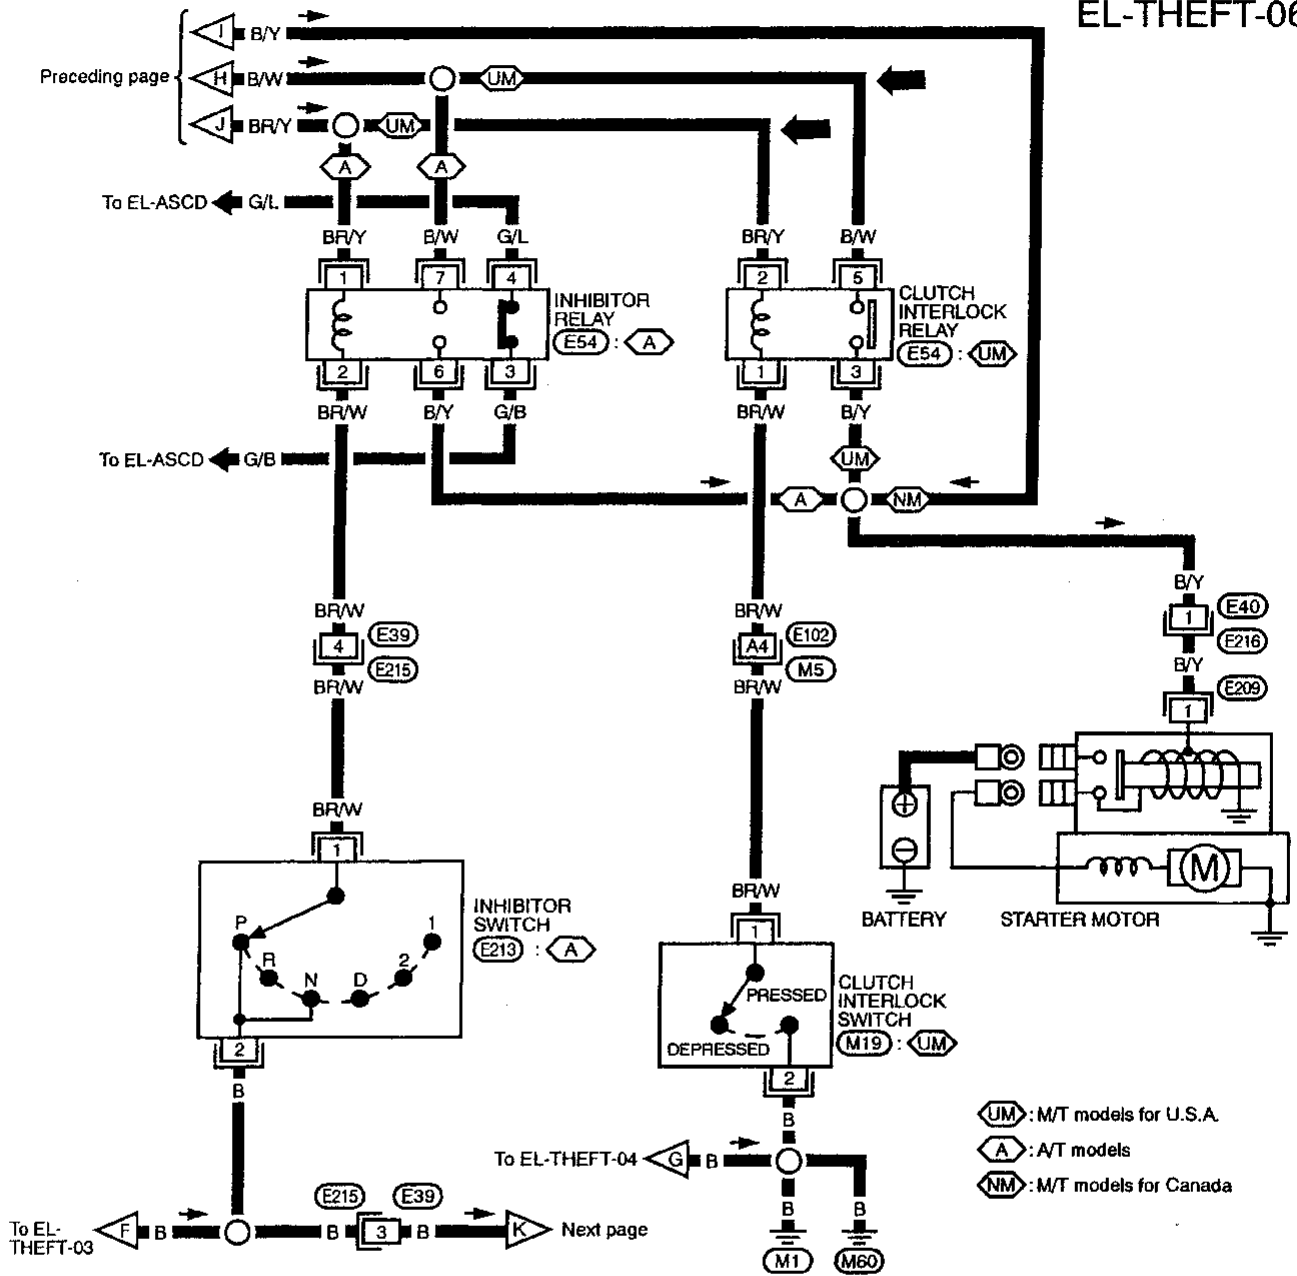 EL-THEFT-06
I B/Y
Preceding page H B/W UM
J BR/Y UM
A A
To EL-ASCD G/L
BR/Y B/W G/L BR/Y B/W
1 7 4 2 5
INHIBITOR
RELAY
E54 : A
CLUTCH
INTERLOCK
RELAY
E54 : UM
2 6 3 1 3
BR/W B/Y G/B BR/W B/Y
To EL-ASCD G/B UM
A NM
B/Y
1 E40
E216
BR/W BR/W
4 E39 A4 E102
E215 M5
BR/W BR/W
B/Y
E209
1
BR/W
1
BATTERY
M
STARTER MOTOR
BR/W
1
P R N D 2 1
INHIBITOR
SWITCH
E213 : A
2
B
PRESSED
DEPRESSED
CLUTCH
INTERLOCK
SWITCH
M19 : UM
2
B
To EL-THEFT-04 G B
B B
M1 M60
UM : M/T models for U.S.A.
A : A/T models
NM : M/T models for Canada
E215 E39
To EL-
THEFT-03
F B B 3 B K Next page